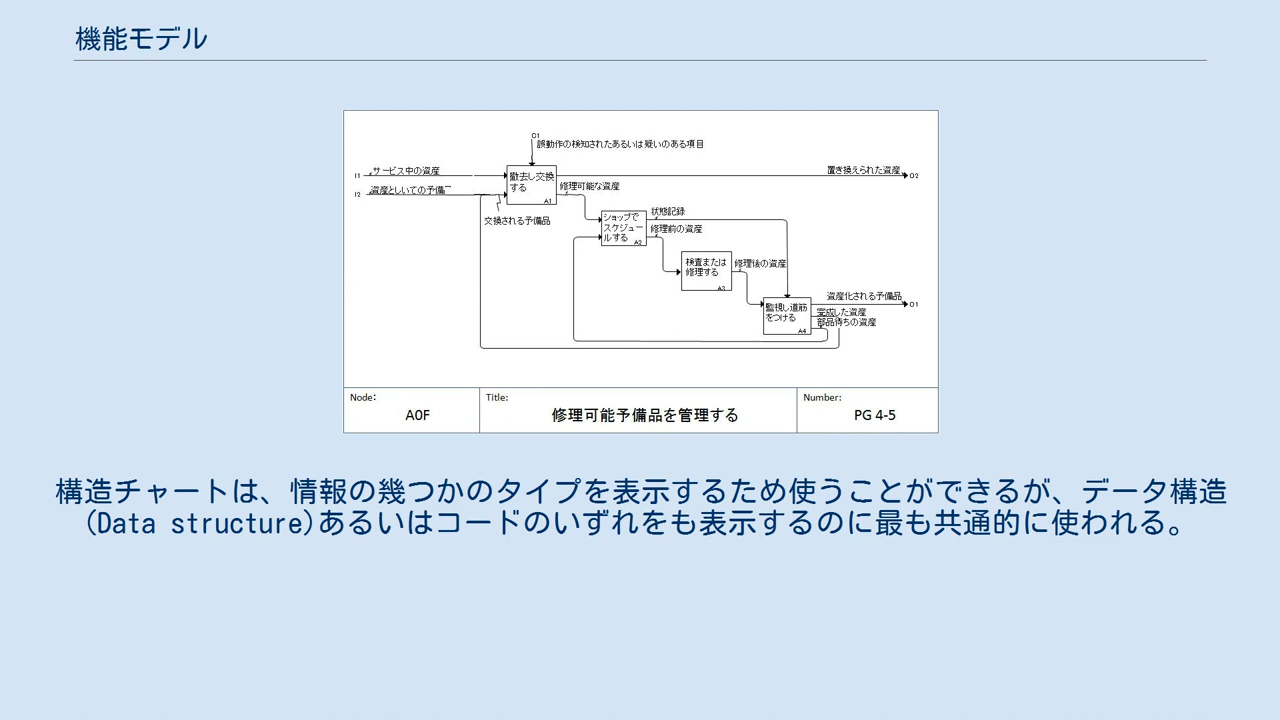 機能モデル
C1
誤動作の検知されたあるいは疑いのある項目
I1 サービス中の資産
置き換えられた資産 O2
撤去し交換
する
A1
I2 資産としいての予備
修理可能な資産
交換される予備品
ショップで
スケジュー
ルする
A2
状態記録
修理前の資産
検査または
修理する
A3
修理後の資産
監視し道筋
をつける
A4
資産化される予備品 O1
完成した資産
部品待ちの資産
Node:
A0F
Title:
修理可能予備品を管理する
Number:
PG 4-5
構造チャートは、情報の幾つかのタイプを表示するため使うことができるが、データ構造
(Data structure)あるいはコードのいずれをも表示するのに最も共通的に使われる。